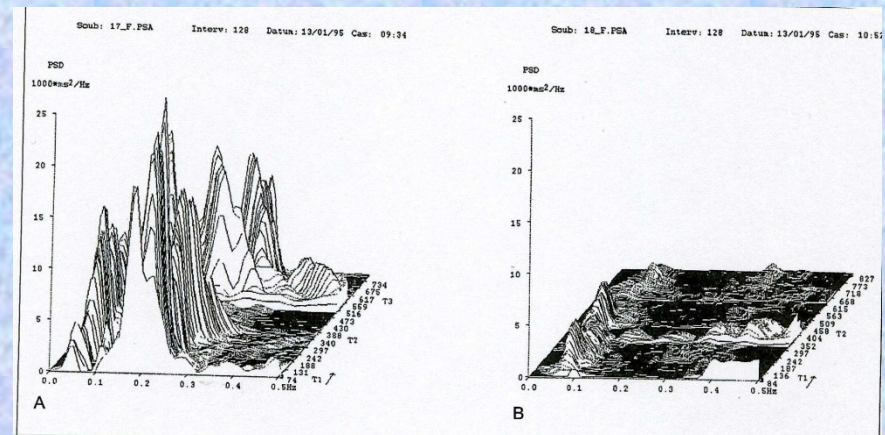 Soub: 17_F.PSA Interv: 128 Datum: 13/01/95 Cas: 09:34
PSD
1000*ms2/Hz
25
20
15
10
5
0
0.0 0.1 0.2 0.3 0.4 0.5Hz
734
675
617 T3
559
516
473
430
388 T2
340
297
242
188
131
74 T1
A
Soub: 18_F.PSA Interv: 128 Datum: 13/01/95 Cas: 10:52
PSD
1000*ms2/Hz
25
20
15
10
5
0
0.0 0.1 0.2 0.3 0.4 0.5Hz
827
773
718
668
615
563
509
458 T2
404
352
297
242
187
136 T1
84
B